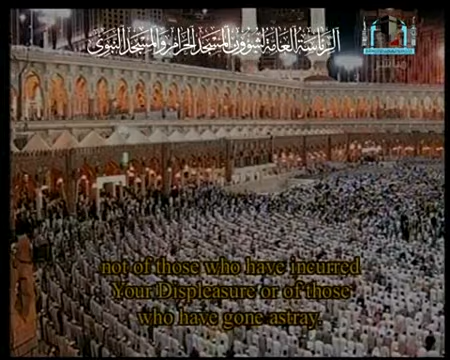 الرئاسة العامة لشؤون المسجد الحرام والمسجد النبوي
not of those who have incurred
Your Displeasure or of those
who have gone astray.